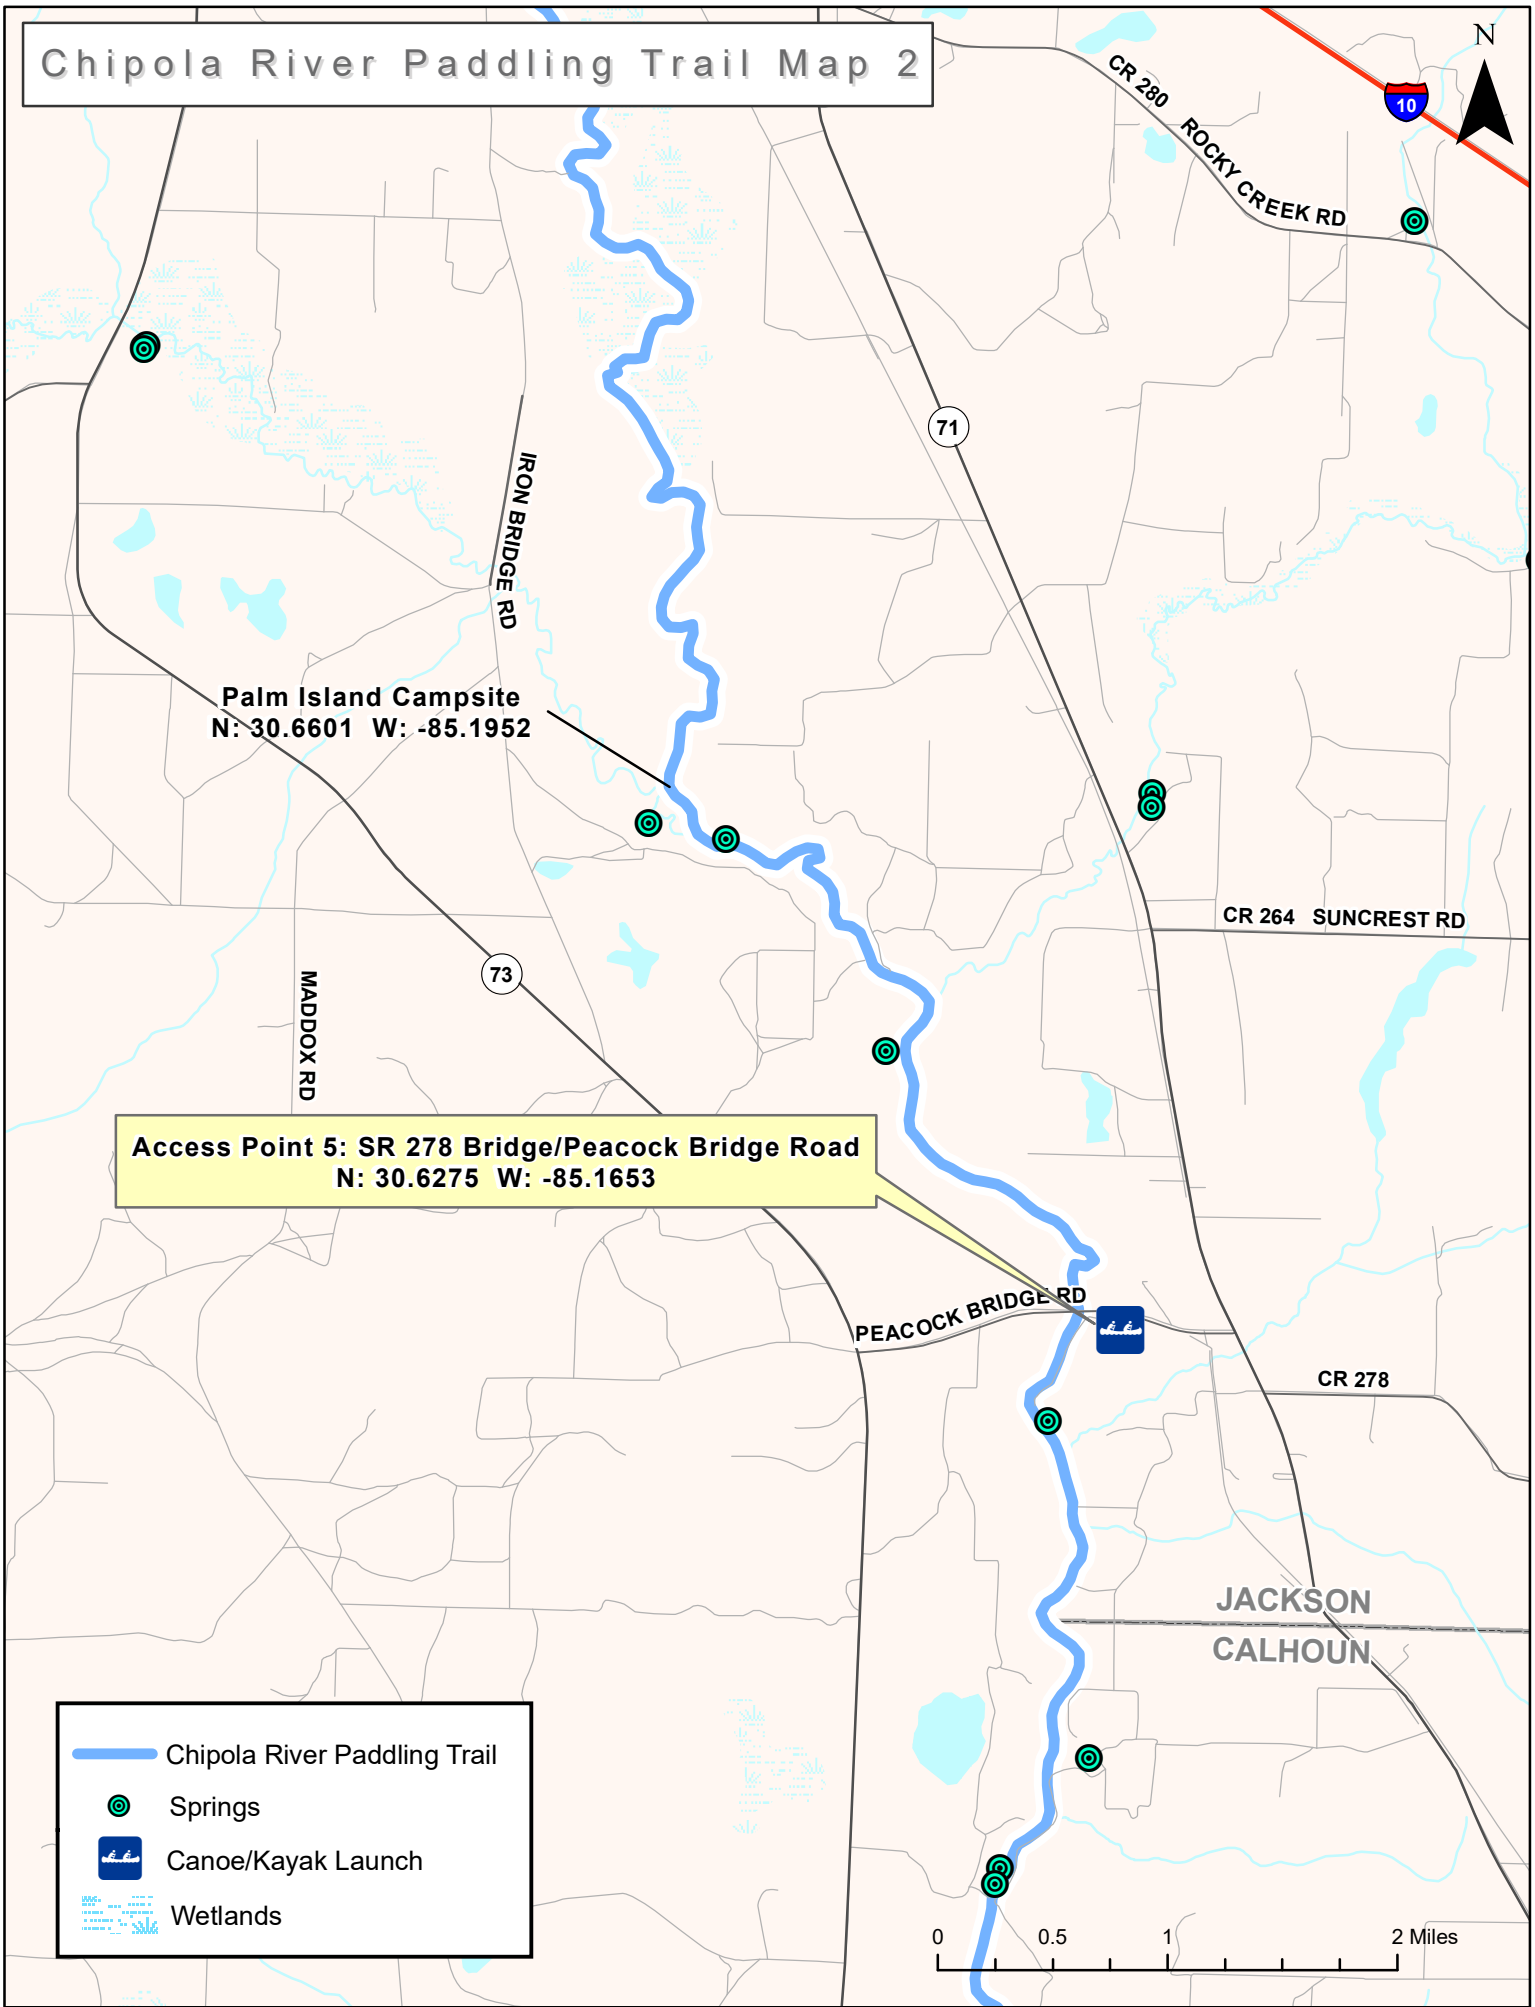 Chipola River Paddling Trail Map 2
N
10
CR 280 ROCKY CREEK RD
71
IRON BRIDGE RD
Palm Island Campsite
N: 30.6601 W: -85.1952
CR 264 SUNCREST RD
73
MADDOX RD
Access Point 5: SR 278 Bridge/Peacock Bridge Road
N: 30.6275 W: -85.1653
PEACOCK BRIDGE RD
CR 278
JACKSON
CALHOUN
Chipola River Paddling Trail
Springs
Canoe/Kayak Launch
Wetlands
0 0.5 1 2 Miles